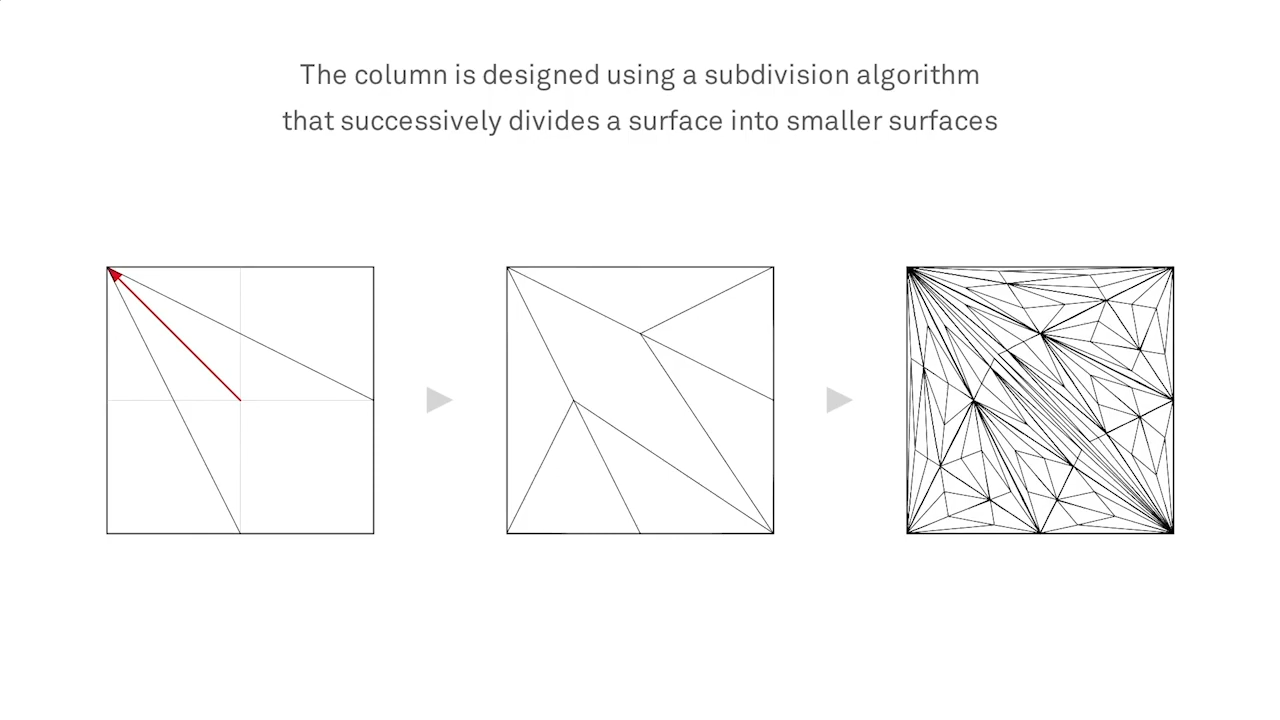 The column is designed using a subdivision algorithm
that successively divides a surface into smaller surfaces